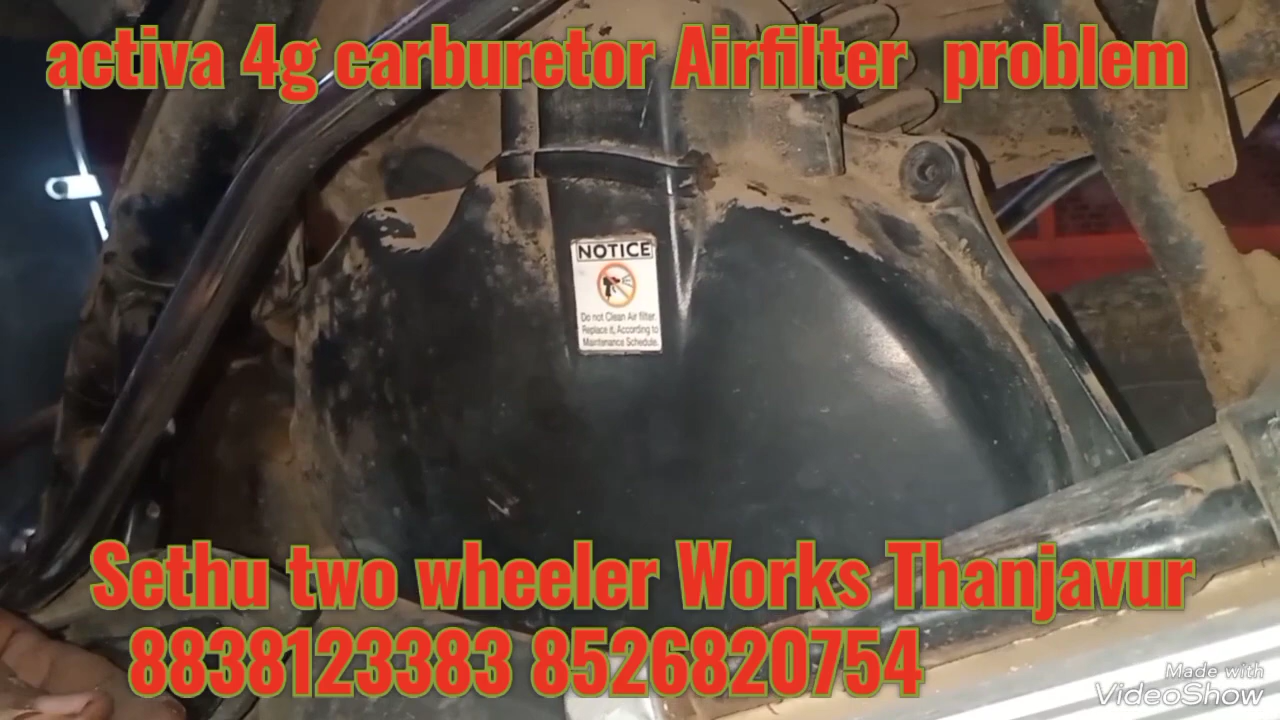 activa 4g carburetor Airfilter problem
NOTICE
Do not Clean Air filter.
Replace it, According to
Maintenance Schedule.
Sethu two wheeler Works Thanjavur
8838123383 8526820754
Made with
VideoShow